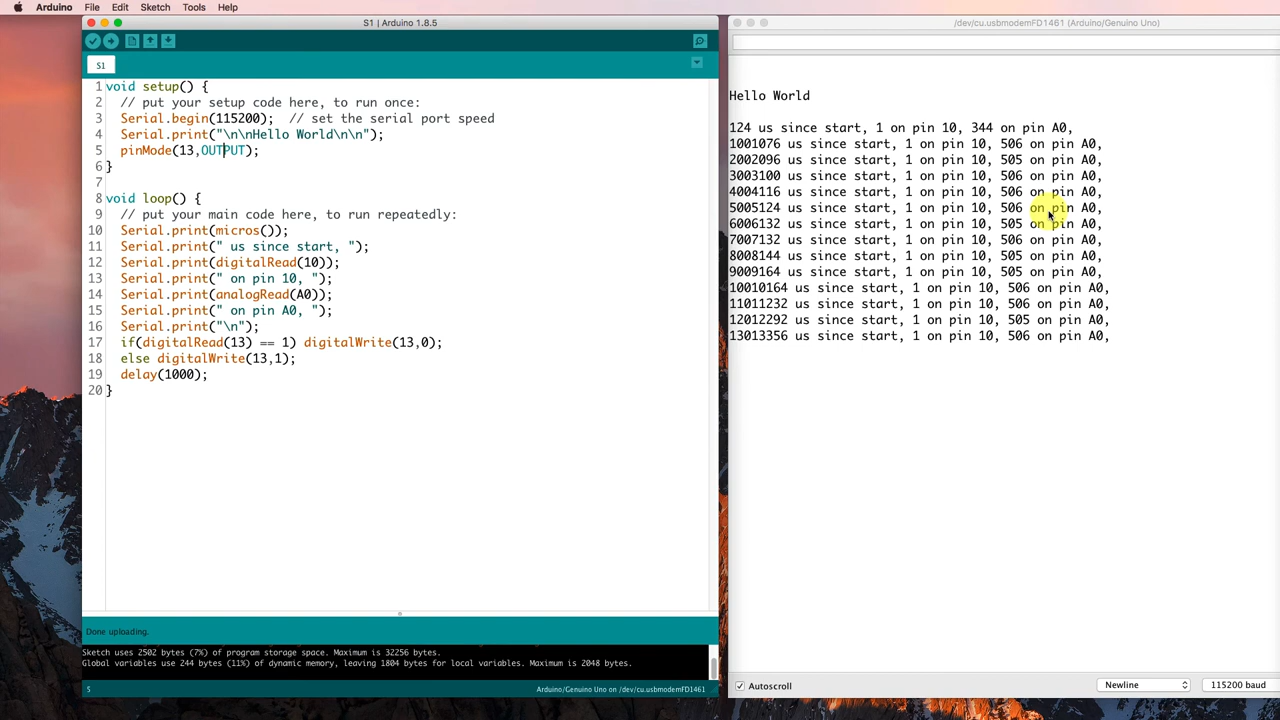 Arduino File Edit Sketch Tools Help
S1 | Arduino 1.8.5
S1
1 void setup() {
2 // put your setup code here, to run once:
3 Serial.begin(115200); // set the serial port speed
4 Serial.print("\n\nHello World\n\n");
5 pinMode(13,OUTPUT);
6 }
7
8 void loop() {
9 // put your main code here, to run repeatedly:
10 Serial.print(micros());
11 Serial.print(" us since start, ");
12 Serial.print(digitalRead(10));
13 Serial.print(" on pin 10, ");
14 Serial.print(analogRead(A0));
15 Serial.print(" on pin A0, ");
16 Serial.print("\n");
17 if(digitalRead(13) == 1) digitalWrite(13,0);
18 else digitalWrite(13,1);
19 delay(1000);
20 }
Done uploading.
Sketch uses 2502 bytes (7%) of program storage space. Maximum is 32256 bytes.
Global variables use 244 bytes (11%) of dynamic memory, leaving 1804 bytes for local variables. Maximum is 2048 bytes.
5 Arduino/Genuino Uno on /dev/cu.usbmodemFD1461
/dev/cu.usbmodemFD1461 (Arduino/Genuino Uno)
Hello World
124 us since start, 1 on pin 10, 344 on pin A0,
1001076 us since start, 1 on pin 10, 506 on pin A0,
2002096 us since start, 1 on pin 10, 505 on pin A0,
3003100 us since start, 1 on pin 10, 506 on pin A0,
4004116 us since start, 1 on pin 10, 506 on pin A0,
5005124 us since start, 1 on pin 10, 506 on pin A0,
6006132 us since start, 1 on pin 10, 505 on pin A0,
7007132 us since start, 1 on pin 10, 506 on pin A0,
8008144 us since start, 1 on pin 10, 505 on pin A0,
9009164 us since start, 1 on pin 10, 505 on pin A0,
10010164 us since start, 1 on pin 10, 506 on pin A0,
11011232 us since start, 1 on pin 10, 506 on pin A0,
12012292 us since start, 1 on pin 10, 505 on pin A0,
13013356 us since start, 1 on pin 10, 506 on pin A0,
Autoscroll Newline 115200 baud